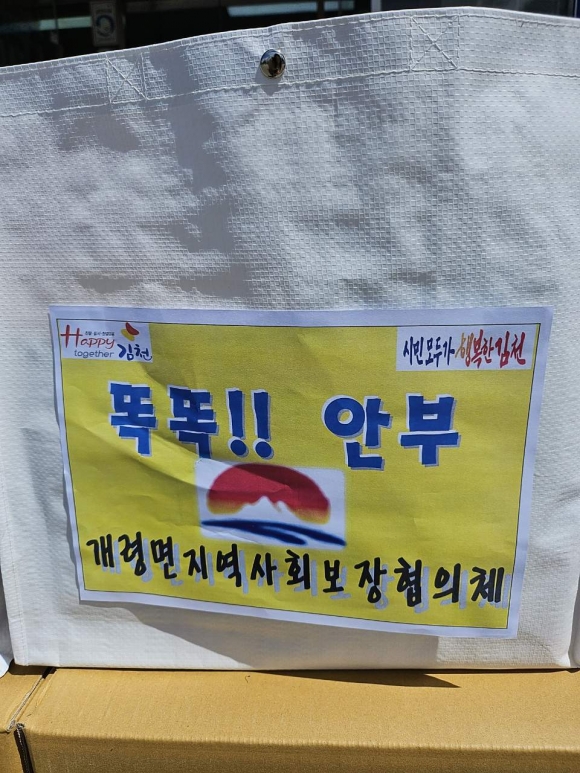 Happy
together 김천
시민 모두가 행복한 김천
똑똑!! 안부
개령면지역사회보장협의체